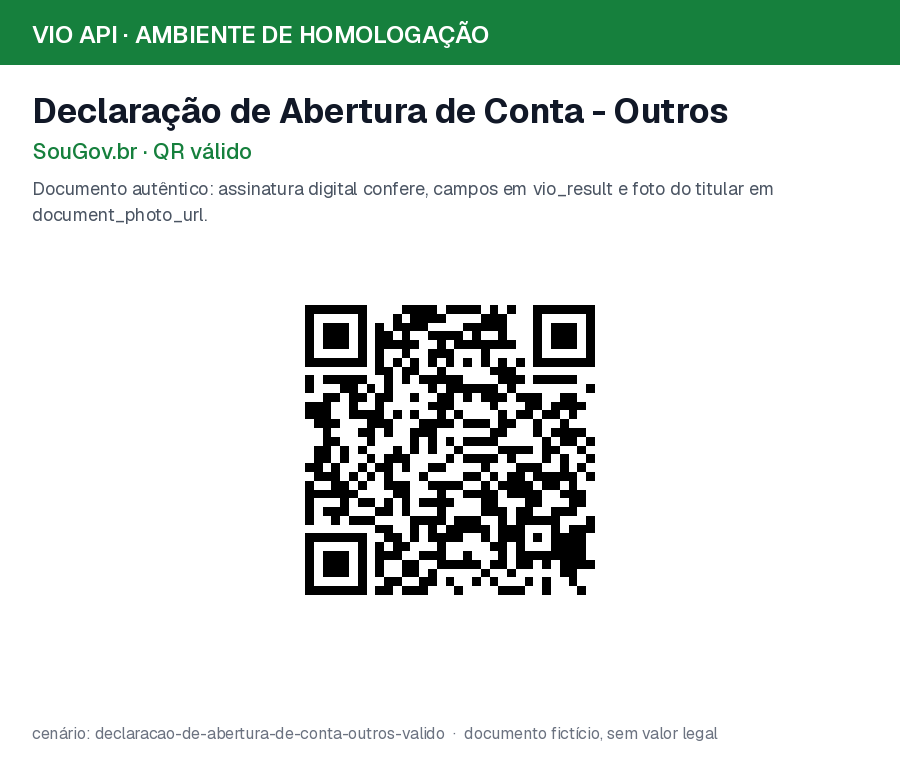 VIO API · AMBIENTE DE HOMOLOGAÇÃO
Declaração de Abertura de Conta - Outros
SouGov.br · QR válido
Documento autêntico: assinatura digital confere, campos em vio_result e foto do titular em
document_photo_url.
cenário: declaracao-de-abertura-de-conta-outros-valido · documento fictício, sem valor legal